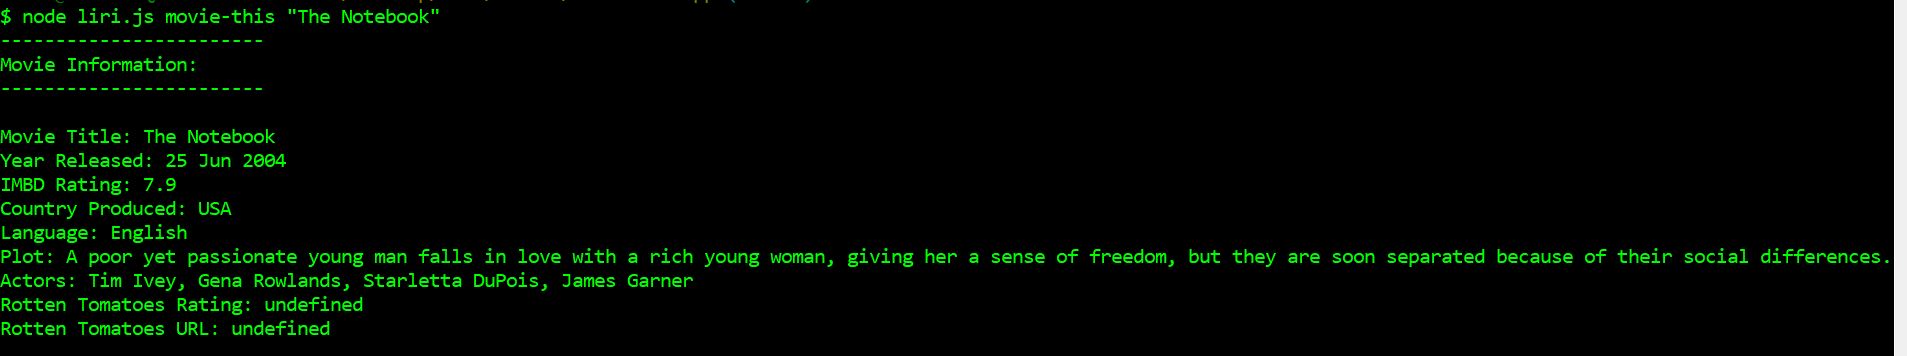 $ node liri.js movie-this "The Notebook"
------------------------
Movie Information:
------------------------
Movie Title: The Notebook
Year Released: 25 Jun 2004
IMBD Rating: 7.9
Country Produced: USA
Language: English
Plot: A poor yet passionate young man falls in love with a rich young woman, giving her a sense of freedom, but they are soon separated because of their social differences.
Actors: Tim Ivey, Gena Rowlands, Starletta DuPois, James Garner
Rotten Tomatoes Rating: undefined
Rotten Tomatoes URL: undefined